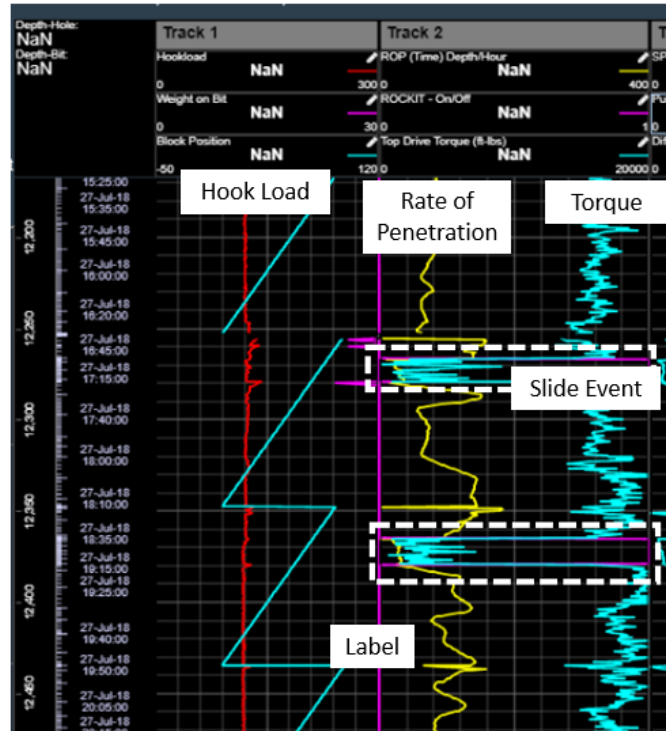 Depth-Hole:
NaN
Depth-Bit:
NaN
Track 1
Track 2
Hookload
NaN
0
300
Weight on Bit
NaN
0
30
Block Position
NaN
-50
120
ROP (Time) Depth/Hour
NaN
0
400
ROCKIT - On/Off
NaN
0
1
Top Drive Torque (ft-lbs)
NaN
0
20000
SP
0
0
Dif
Hook Load
Rate of
Penetration
Torque
Slide Event
Label
12,200
12,250
12,300
12,350
12,400
12,450
15:25:00
27-Jul-18
15:35:00
27-Jul-18
15:45:00
27-Jul-18
16:00:00
27-Jul-18
16:20:00
27-Jul-18
16:45:00
27-Jul-18
17:15:00
27-Jul-18
17:40:00
27-Jul-18
18:00:00
27-Jul-18
18:10:00
27-Jul-18
18:35:00
27-Jul-18
19:15:00
27-Jul-18
19:25:00
27-Jul-18
19:40:00
27-Jul-18
19:50:00
27-Jul-18
20:05:00
27-Jul-18